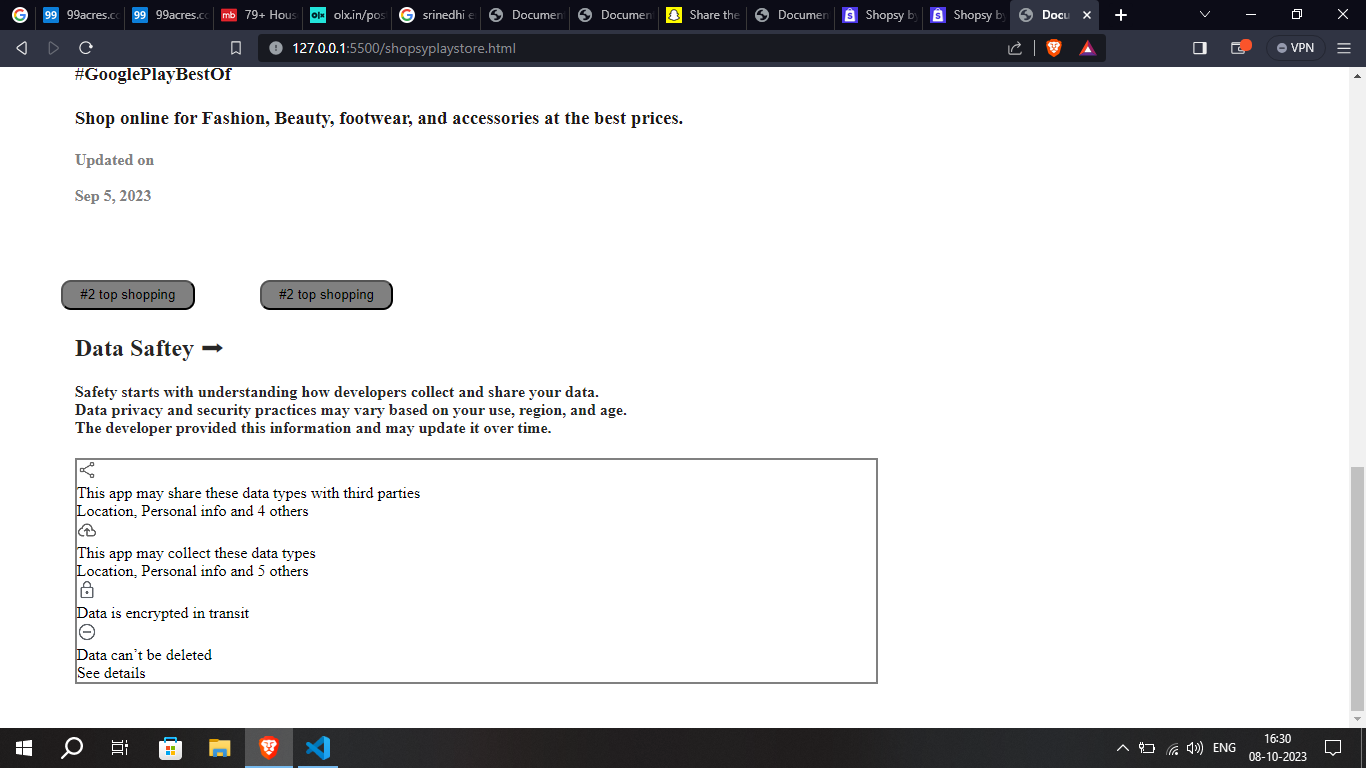 99acres.cc
99acres.cc
79+ Hous
olx.in/pos
srinedhi e
Documen
Documen
Share the
Documen
Shopsy by
Shopsy by
Docu
127.0.0.1:5500/shopsyplaystore.html
VPN
#GooglePlayBestOf
Shop online for Fashion, Beauty, footwear, and accessories at the best prices.
Updated on
Sep 5, 2023
#2 top shopping
#2 top shopping
Data Saftey ➞
Safety starts with understanding how developers collect and share your data.
Data privacy and security practices may vary based on your use, region, and age.
The developer provided this information and may update it over time.
This app may share these data types with third parties
Location, Personal info and 4 others
This app may collect these data types
Location, Personal info and 5 others
Data is encrypted in transit
Data can’t be deleted
See details
ENG
16:30
08-10-2023